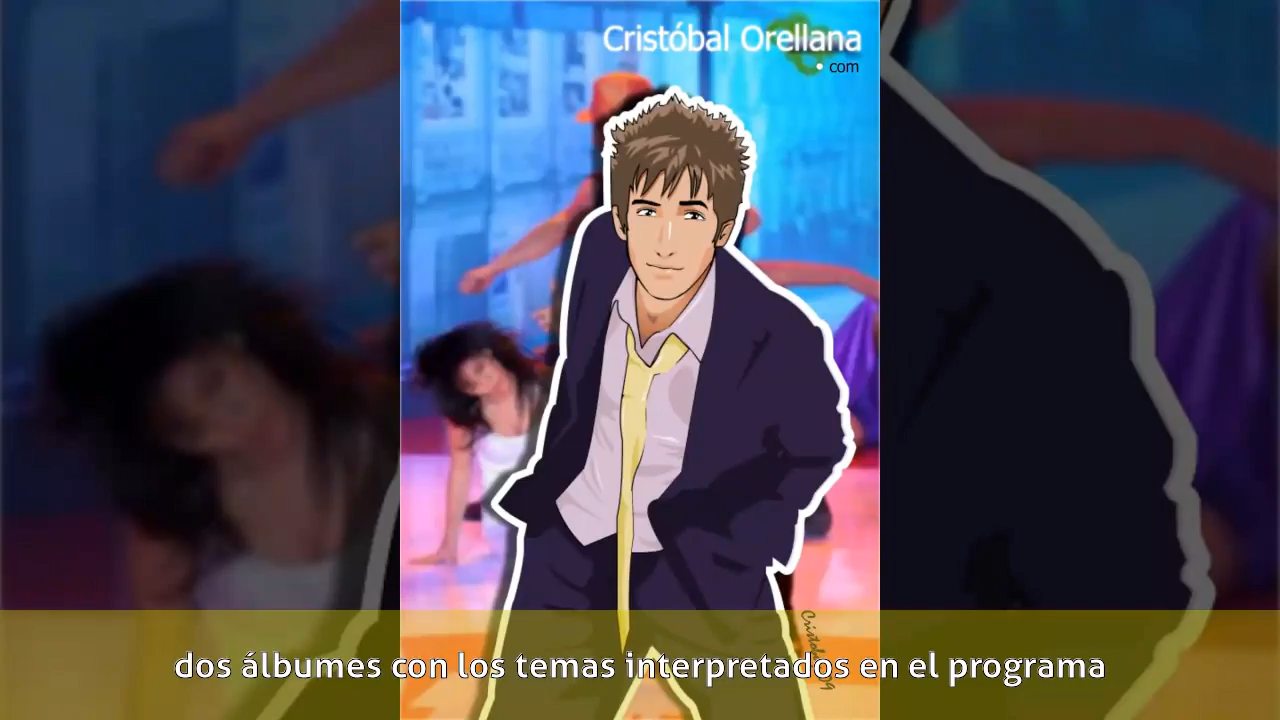 Cristóbal Orellana
.com
dos álbumes con los temas interpretados en el programa